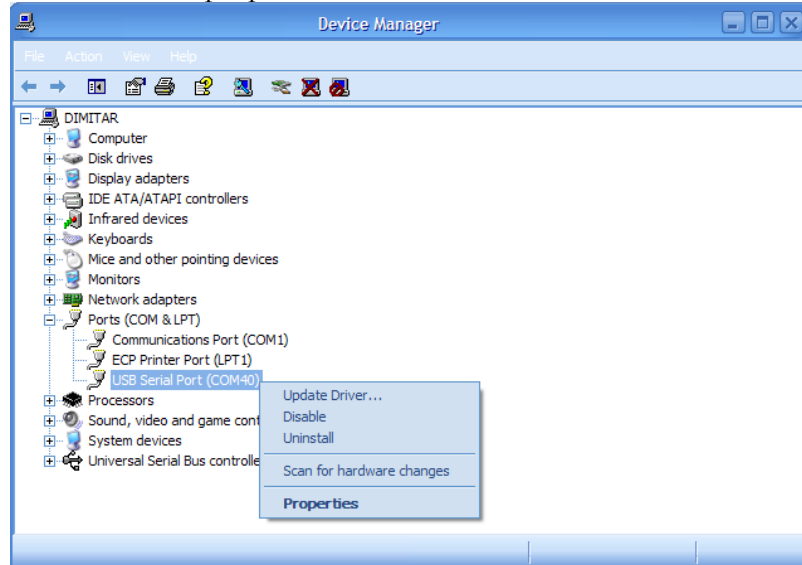 Device Manager
File Action View Help
DIMITAR
Computer
Disk drives
Display adapters
IDE ATA/ATAPI controllers
Infrared devices
Keyboards
Mice and other pointing devices
Monitors
Network adapters
Ports (COM & LPT)
Communications Port (COM1)
ECP Printer Port (LPT1)
USB Serial Port (COM40)
Processors
Sound, video and game cont
System devices
Universal Serial Bus controlle
Update Driver...
Disable
Uninstall
Scan for hardware changes
Properties